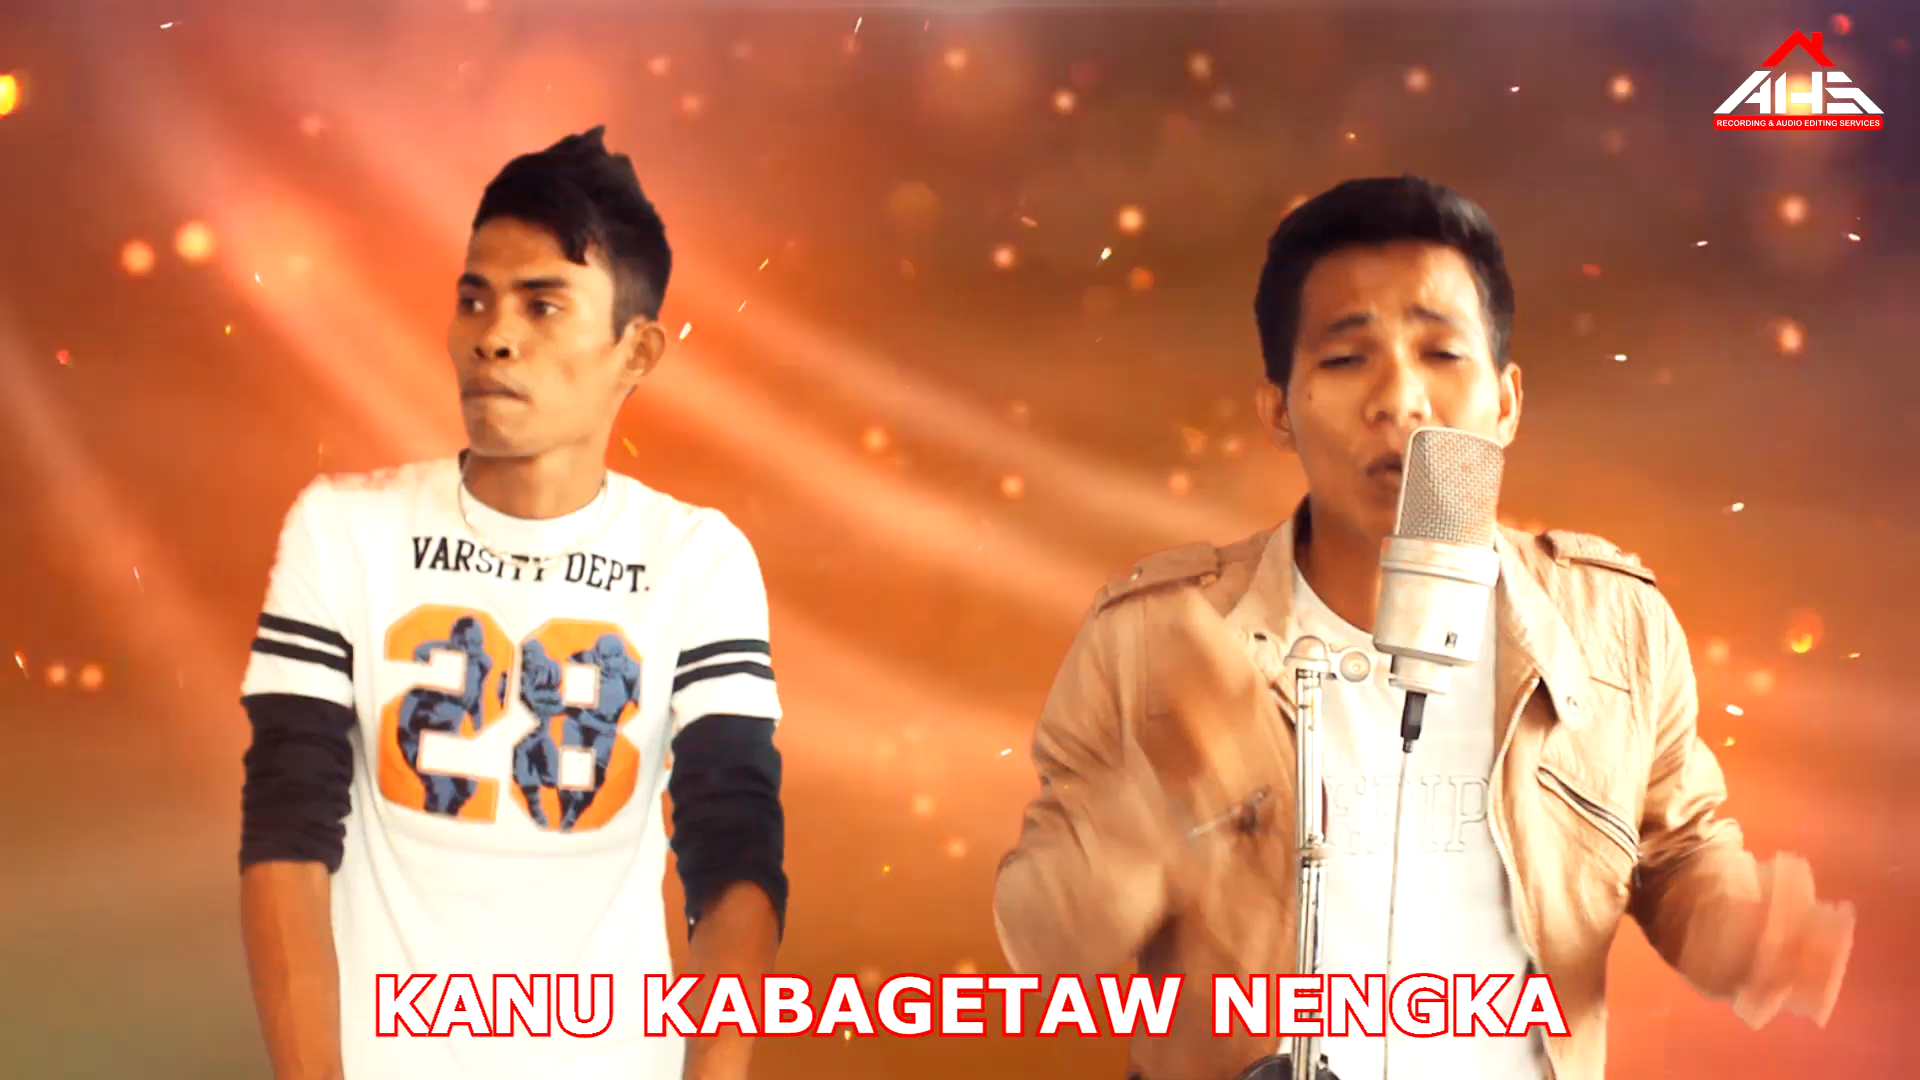 AHS
RECORDING & AUDIO EDITING SERVICES
VARSITY DEPT.
28
KANU KABAGETAW NENGKA